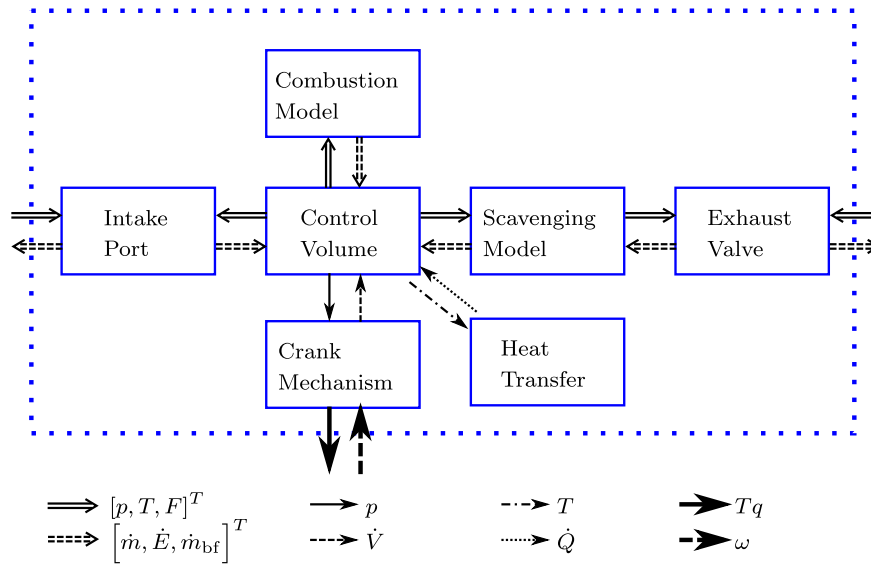 Combustion
Model
Intake
Port
Control
Volume
Scavenging
Model
Exhaust
Valve
Crank
Mechanism
Heat
Transfer
[p, T, F]^T
p
T
Tq
[ṁ, Ė, ṁ_bf]^T
V̇
Q̇
ω